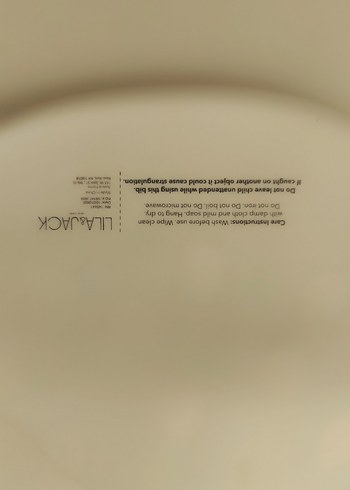 Care Instructions: Wash before use. Wipe clean
with damp cloth and mild soap. Hang to dry.
Do not iron. Do not boil. Do not microwave.
Do not leave child unattended while using this bib.
If caught on another object it could cause strangulation.
LILA&JACK